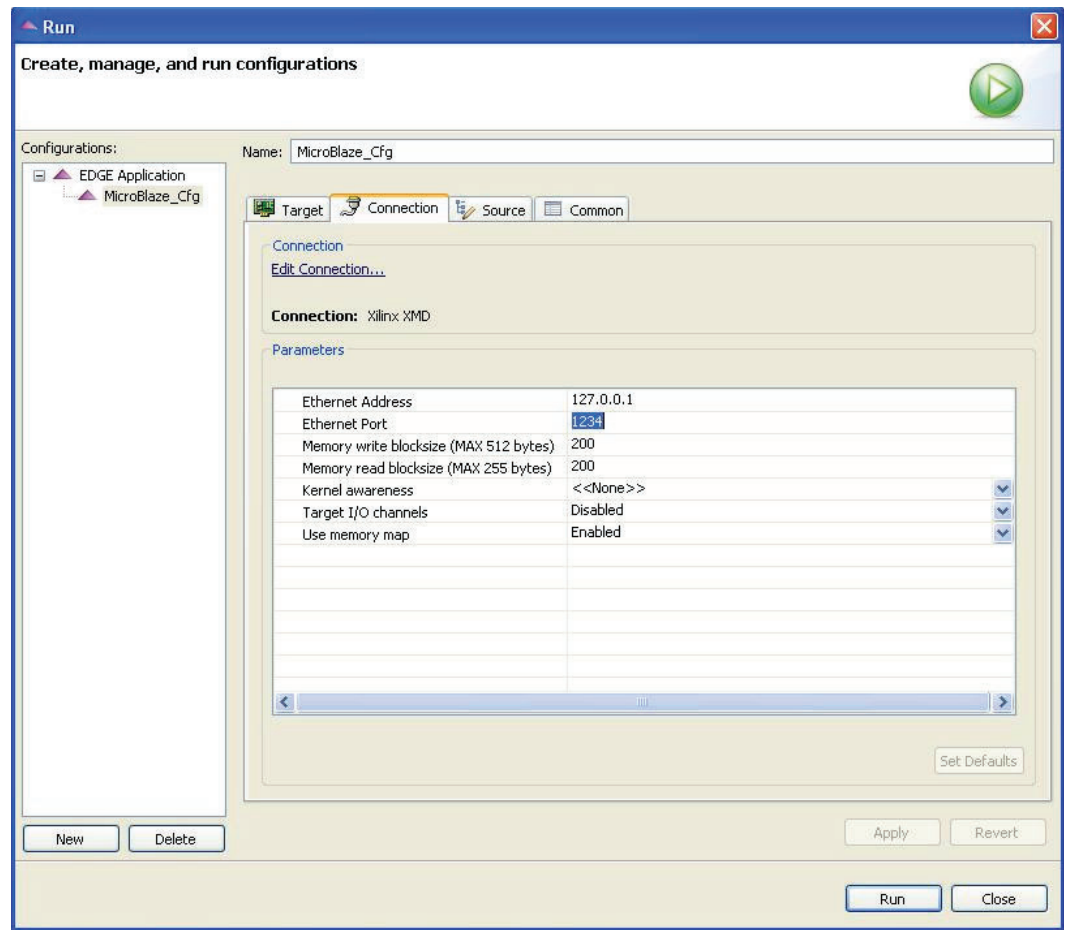 Run
Create, manage, and run configurations
Configurations:
Name: MicroBlaze_Cfg
EDGE Application
MicroBlaze_Cfg
Target Connection Source Common
Connection
Edit Connection...
Connection: Xilinx XMD
Parameters
Ethernet Address 127.0.0.1
Ethernet Port 1234
Memory write blocksize (MAX 512 bytes) 200
Memory read blocksize (MAX 255 bytes) 200
Kernel awareness <<None>>
Target I/O channels Disabled
Use memory map Enabled
Set Defaults
New Delete
Apply Revert
Run Close